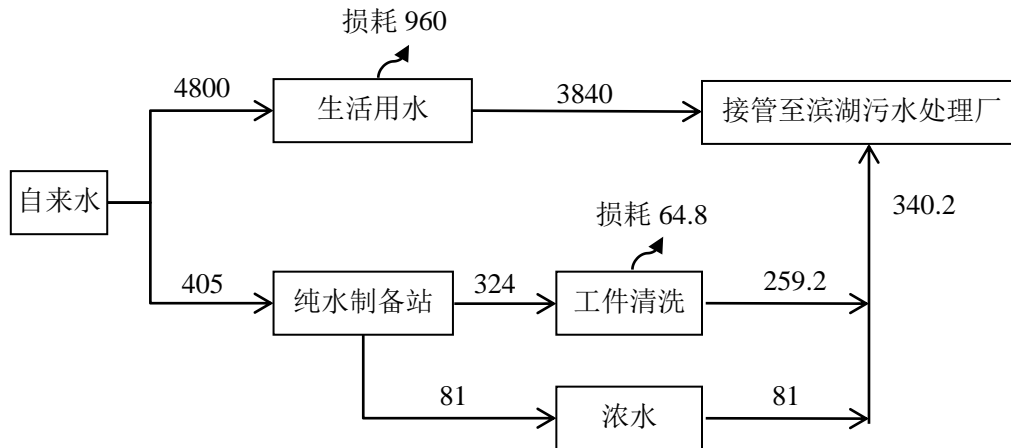 损耗 960
4800
生活用水
3840
接管至滨湖污水处理厂
自来水
340.2
损耗 64.8
405
纯水制备站
324
工件清洗
259.2
81
浓水
81